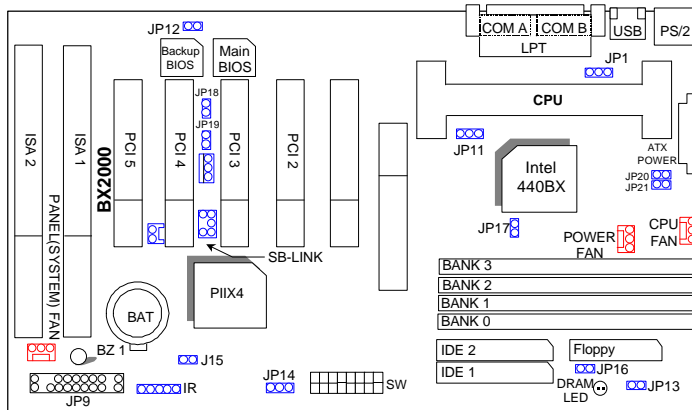 JP12
Backup
BIOS
Main
BIOS
COM A
COM B
LPT
USB
PS/2
JP1
CPU
JP18
JP19
ISA 2
ISA 1
BX2000
PCI 5
PCI 4
PCI 3
PCI 2
JP11
Intel
440BX
ATX
POWER
JP20
JP21
JP17
POWER
FAN
CPU
FAN
PANEL(SYSTEM) FAN
SB-LINK
PIIX4
BAT
BANK 3
BANK 2
BANK 1
BANK 0
BZ 1
J15
IDE 2
IDE 1
Floppy
JP16
DRAM
LED
JP13
JP9
IR
JP14
SW